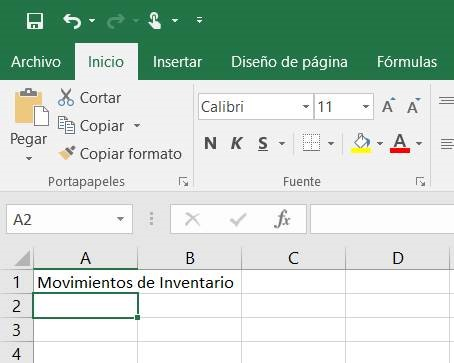 Archivo Inicio Insertar Diseño de página Fórmulas
Pegar
Cortar
Copiar
Copiar formato
Portapapeles
Calibri 11 A A
N K S A
Fuente
A2 fx
A B C D
1 Movimientos de Inventario
2
3
4